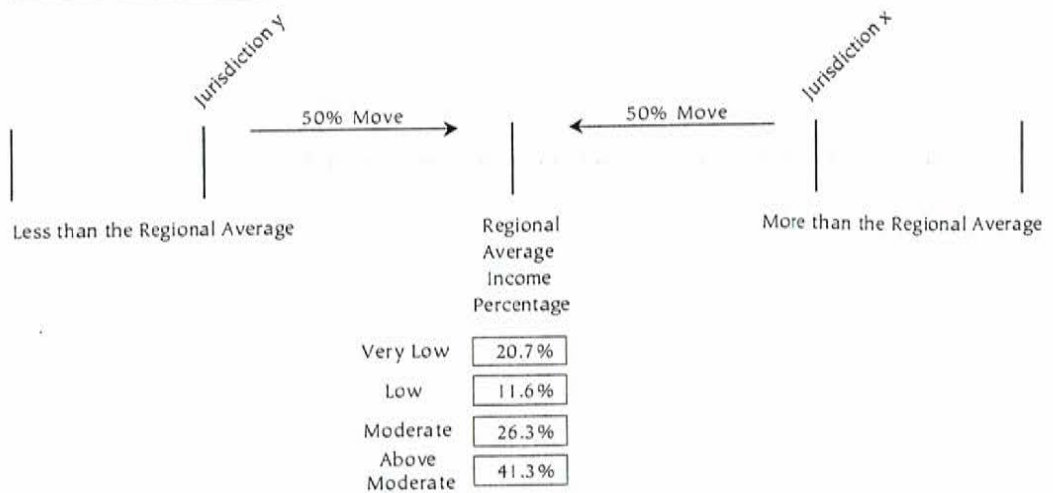 Jurisdiction y
Jurisdiction x
50% Move
50% Move
Less than the Regional Average
Regional
Average
Income
Percentage
More than the Regional Average
Very Low 20.7%
Low 11.6%
Moderate 26.3%
Above
Moderate 41.3%